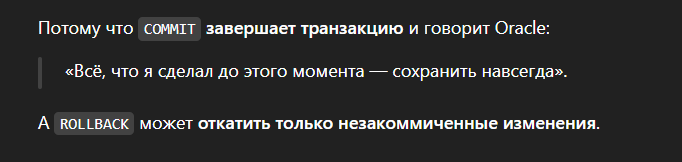 Потому что COMMIT завершает транзакцию и говорит Oracle:
«Всё, что я сделал до этого момента — сохранить навсегда».
А ROLLBACK может откатить только незакоммиченные изменения.